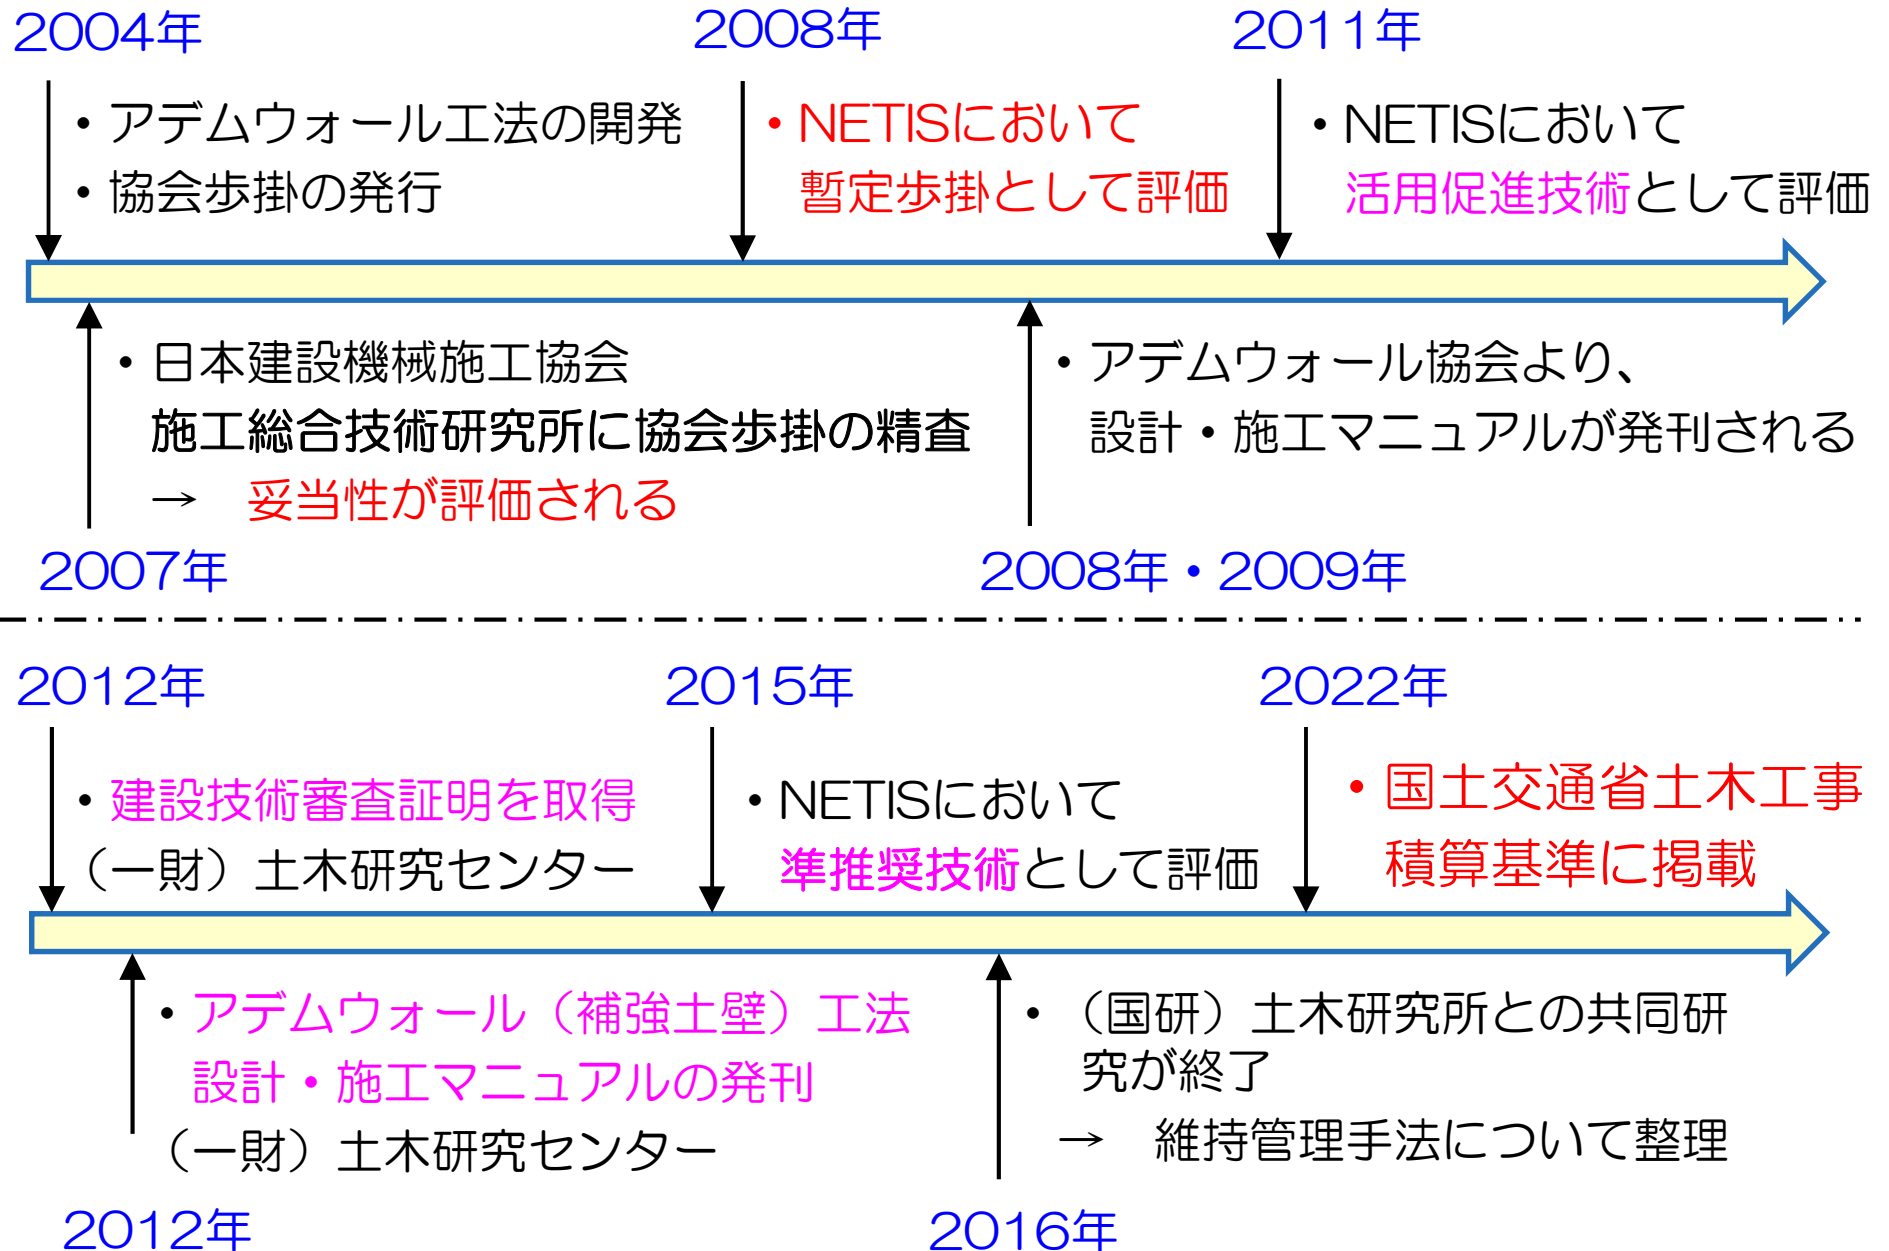 2004年
・アデムウォール工法の開発
・協会歩掛の発行
2008年
・NETISにおいて
暫定歩掛として評価
2011年
・NETISにおいて
活用促進技術として評価
・日本建設機械施工協会
施工総合技術研究所に協会歩掛の精査
→　妥当性が評価される
2007年
・アデムウォール協会より、
設計・施工マニュアルが発刊される
2008年・2009年
2012年
・建設技術審査証明を取得
（一財）土木研究センター
2015年
・NETISにおいて
準推奨技術として評価
2022年
・国土交通省土木工事
積算基準に掲載
・アデムウォール（補強土壁）工法
設計・施工マニュアルの発刊
（一財）土木研究センター
2012年
・（国研）土木研究所との共同研
究が終了
→　維持管理手法について整理
2016年